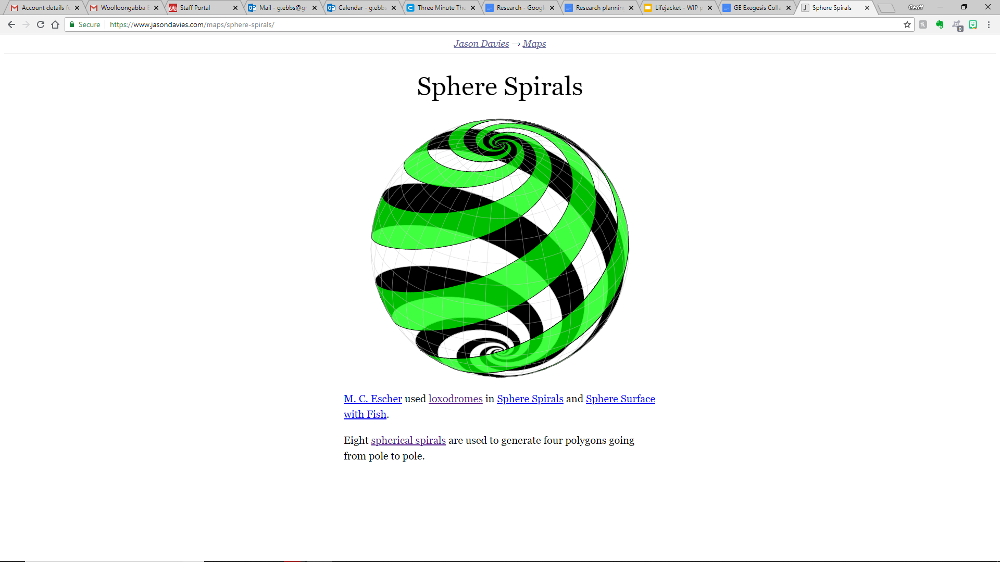 Account details fo
Woolloongabba E
Staff Portal
Mail - g.ebbs@gr
Calendar - g.ebbs
Three Minute The
Research - Googl
Research planning
Lifejacket - WIP p
GE Exegesis Colla
Sphere Spirals
Geoff
Secure
https://www.jasondavies.com/maps/sphere-spirals/
0
Jason Davies → Maps
Sphere Spirals
M. C. Escher used loxodromes in Sphere Spirals and Sphere Surface
with Fish.
Eight spherical spirals are used to generate four polygons going
from pole to pole.